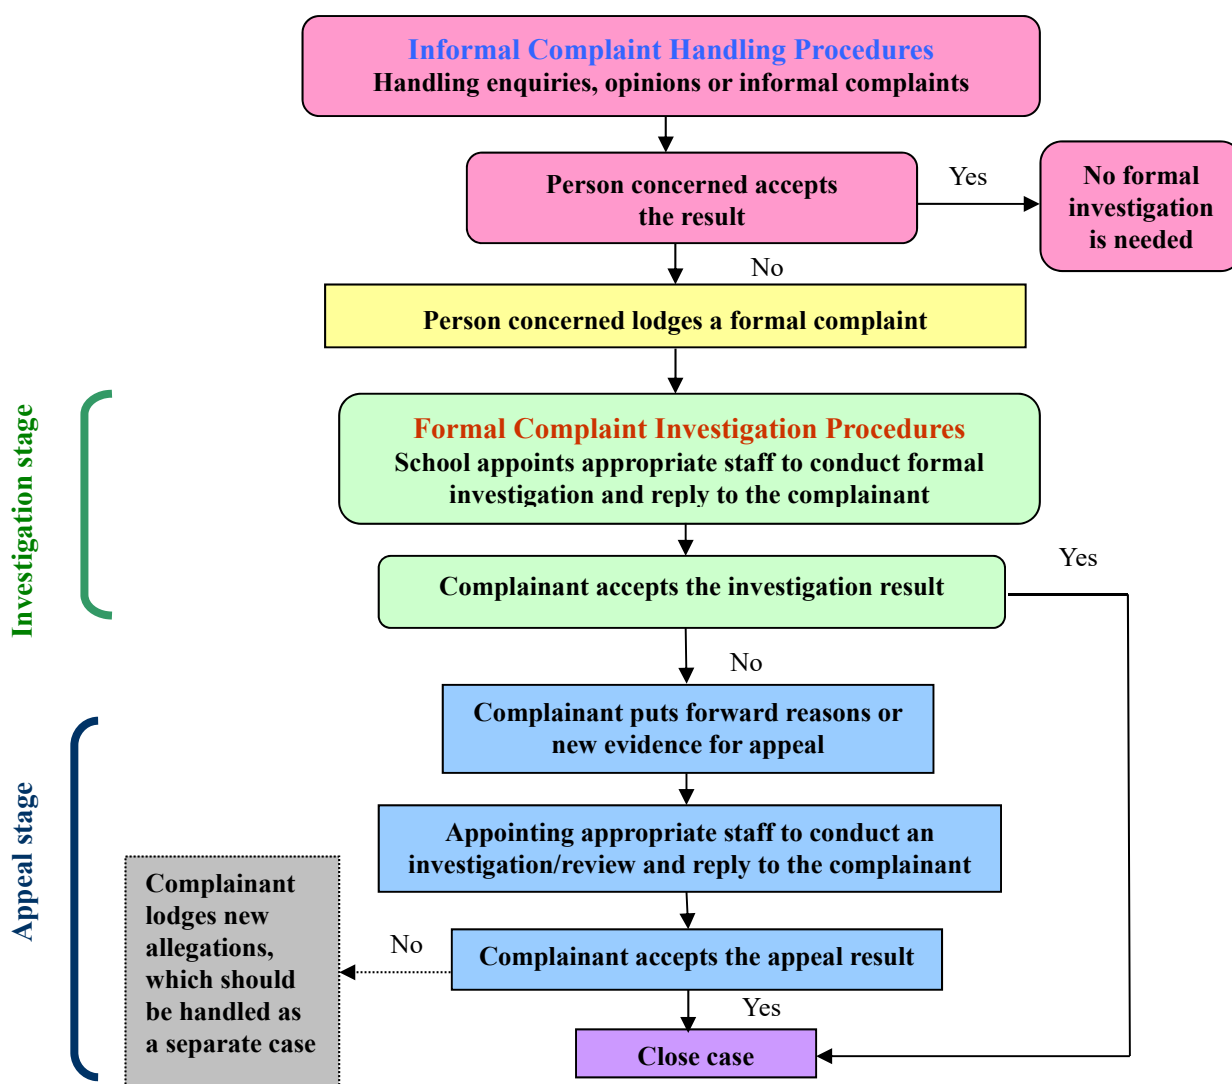 Informal Complaint Handling Procedures
Handling enquiries, opinions or informal complaints
Person concerned accepts
the result
Yes
No formal
investigation
is needed
No
Person concerned lodges a formal complaint
Investigation stage
Formal Complaint Investigation Procedures
School appoints appropriate staff to conduct formal
investigation and reply to the complainant
Complainant accepts the investigation result
Yes
No
Appeal stage
Complainant puts forward reasons or
new evidence for appeal
Appointing appropriate staff to conduct an
investigation/review and reply to the complainant
Complainant accepts the appeal result
No
Complainant
lodges new
allegations,
which should
be handled as
a separate case
Yes
Close case